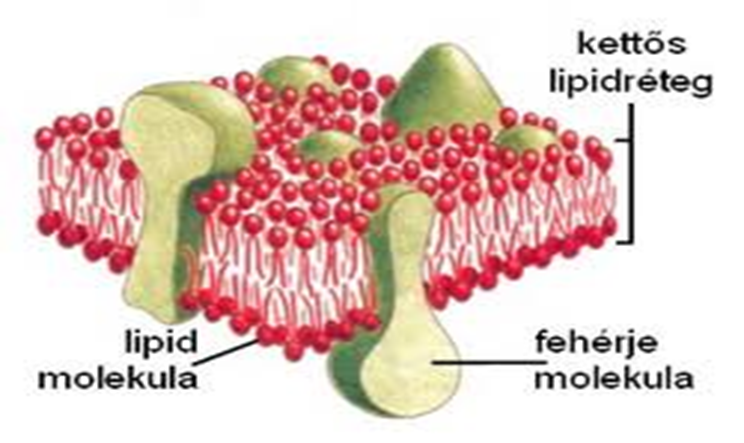 kettős
lipidréteg
lipid
molekula
fehérje
molekula